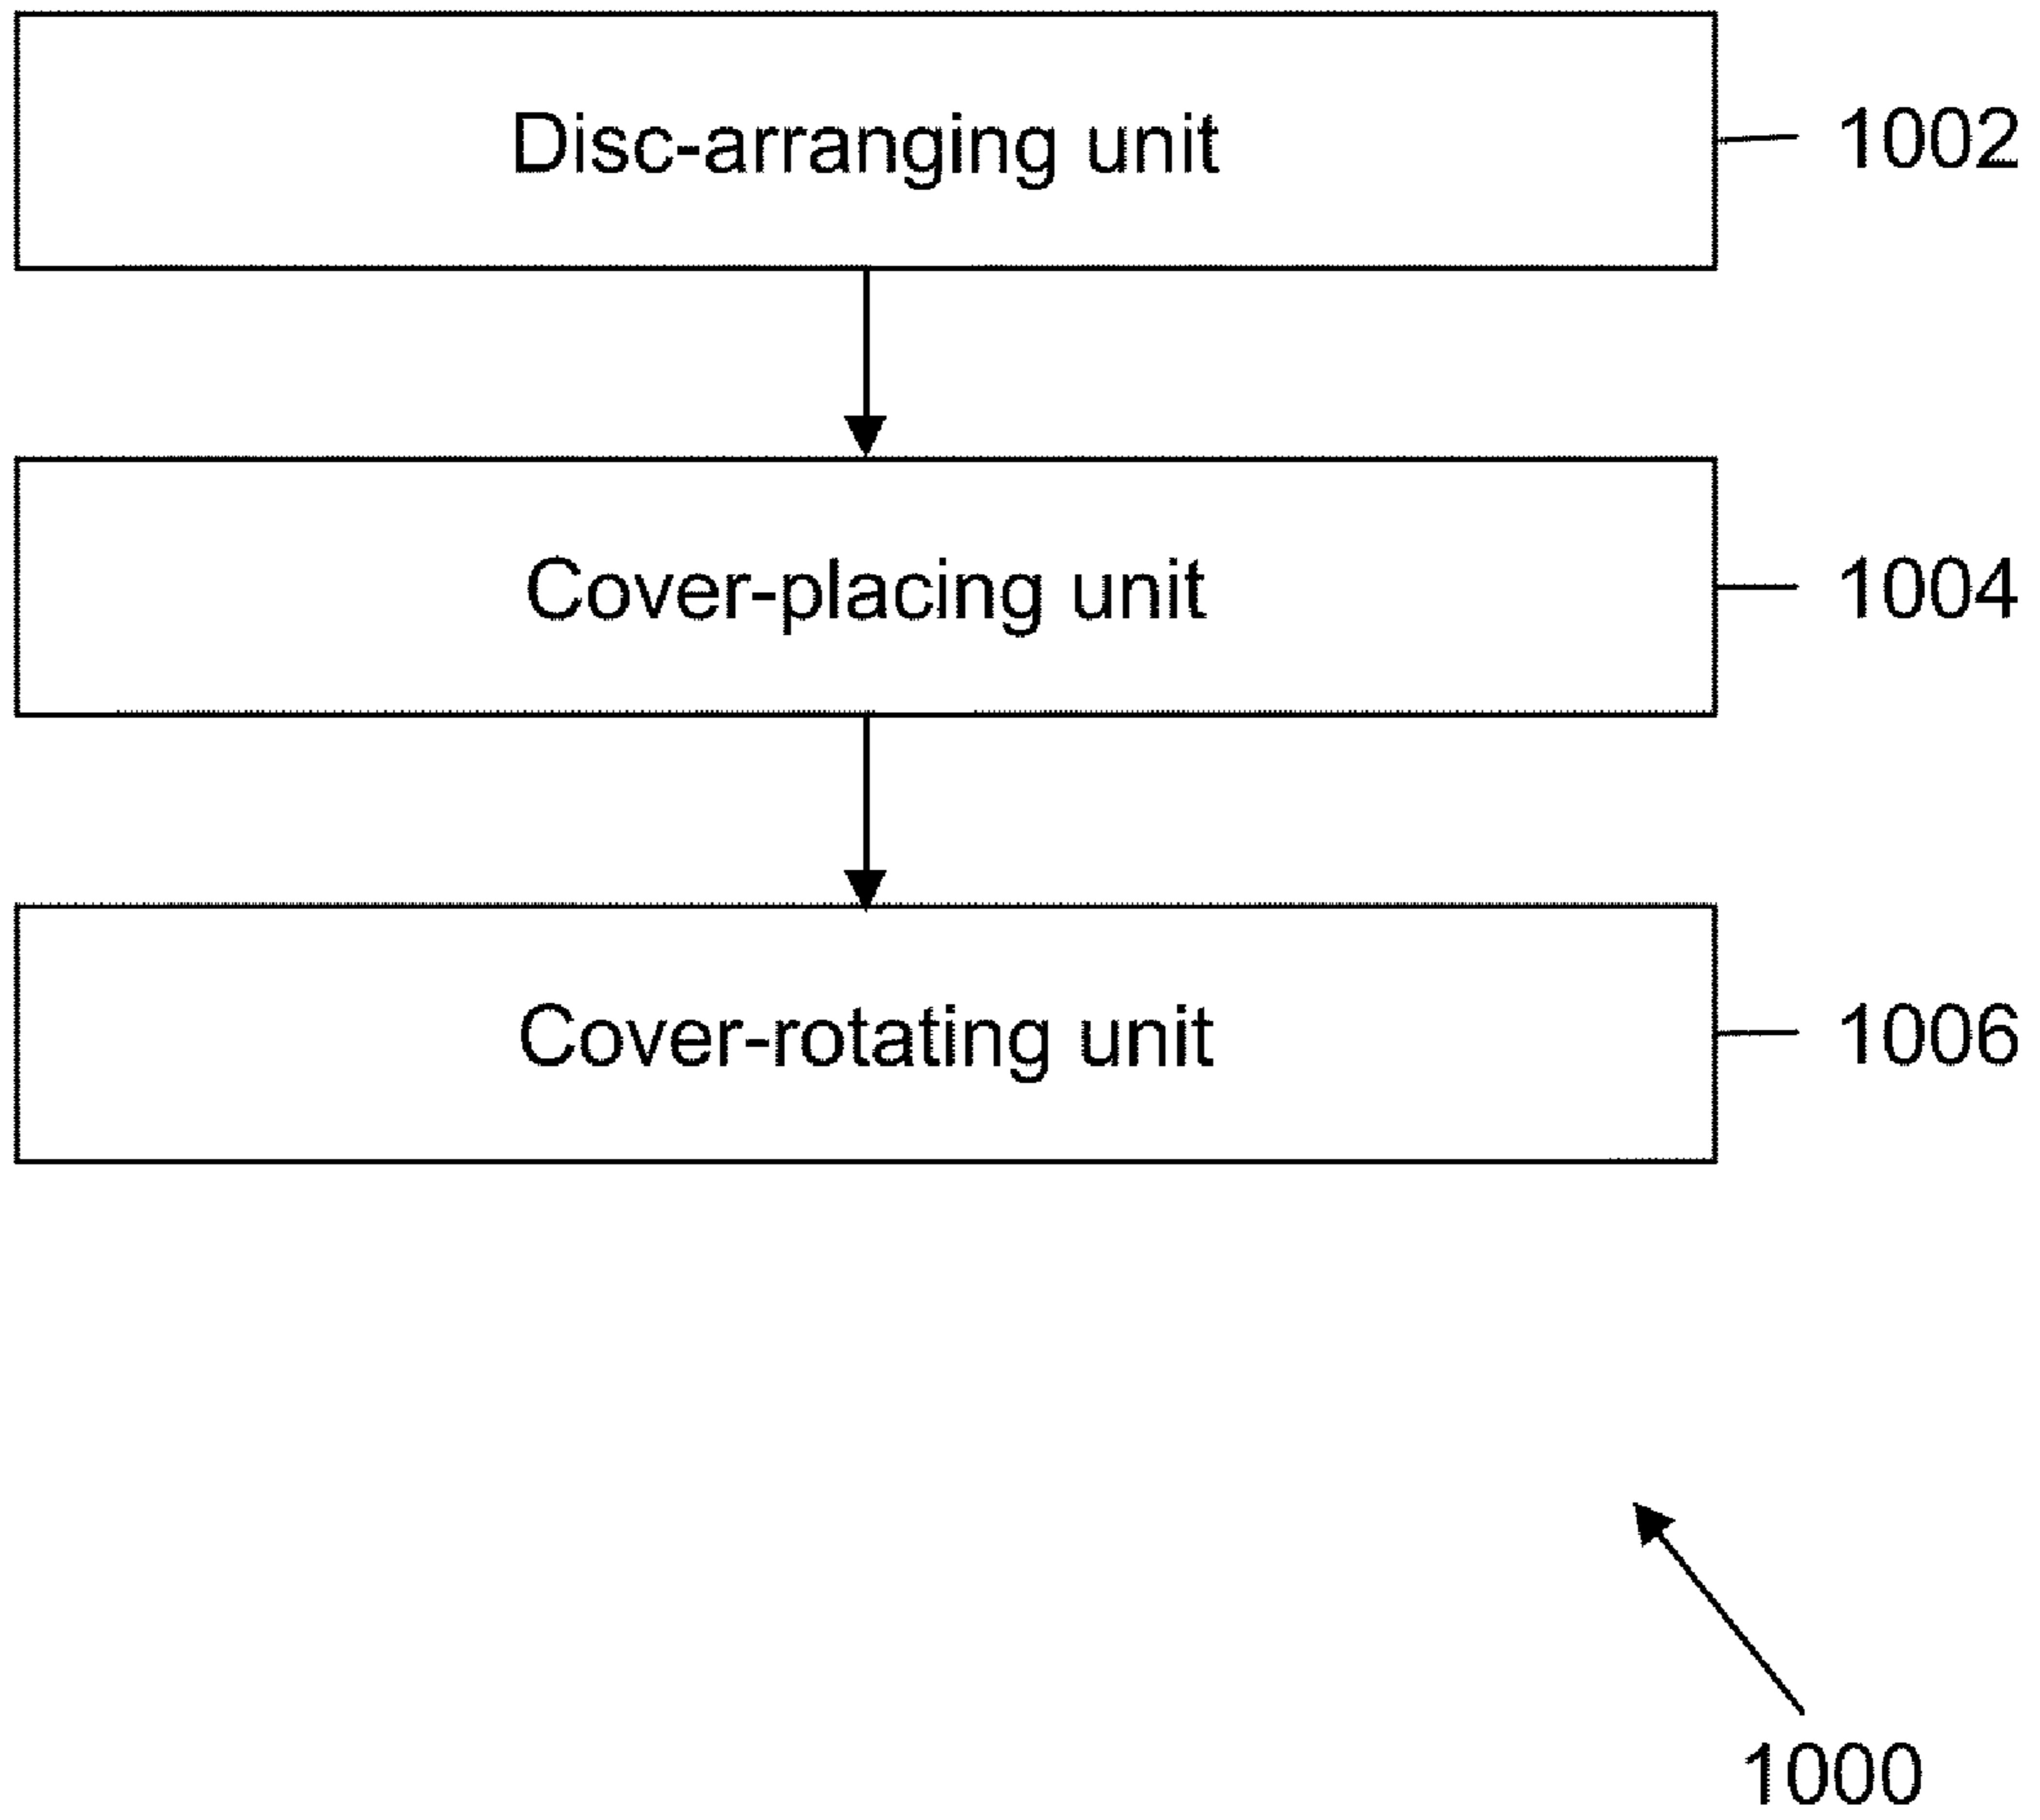 Disc-arranging unit 1002
Cover-placing unit 1004
Cover-rotating unit 1006
1000